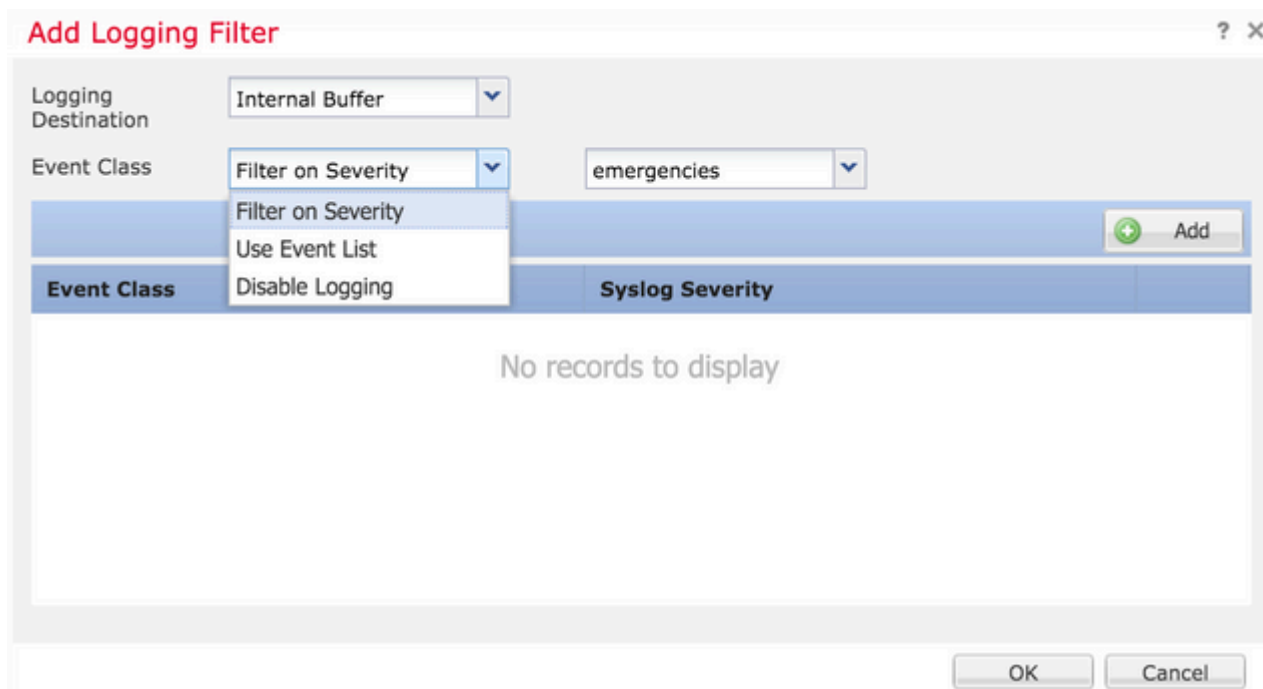 Add Logging Filter
?
Logging
Destination
Internal Buffer
Event Class
Filter on Severity
emergencies
Filter on Severity
Use Event List
Disable Logging
Add
Event Class
Syslog Severity
No records to display
OK
Cancel